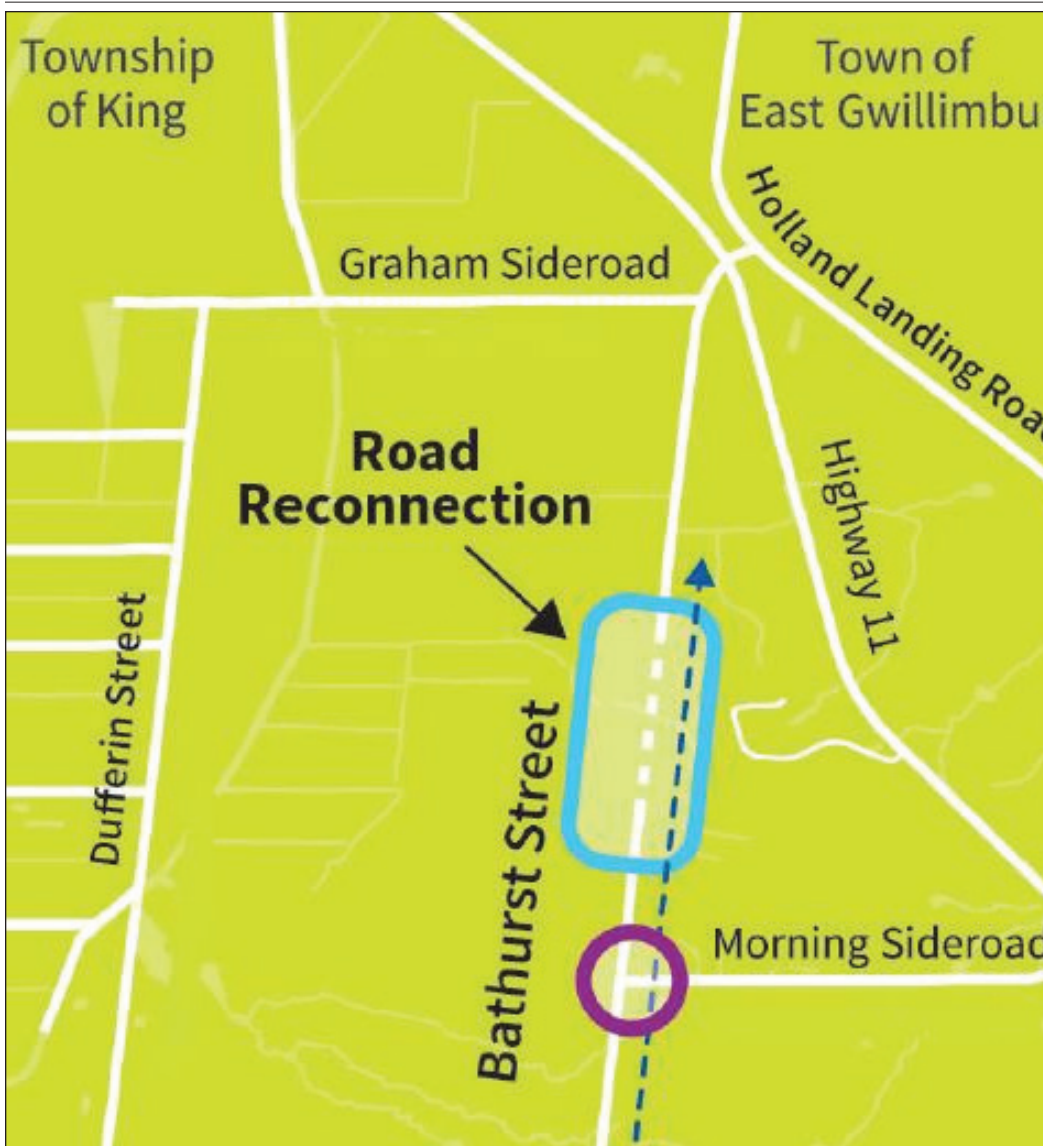 Township
of King
Town of
East Gwillimbu
Holland Landing Road
Graham Sideroad
Road
Reconnection
Highway 11
Dufferin Street
Bathurst Street
Morning Sideroad